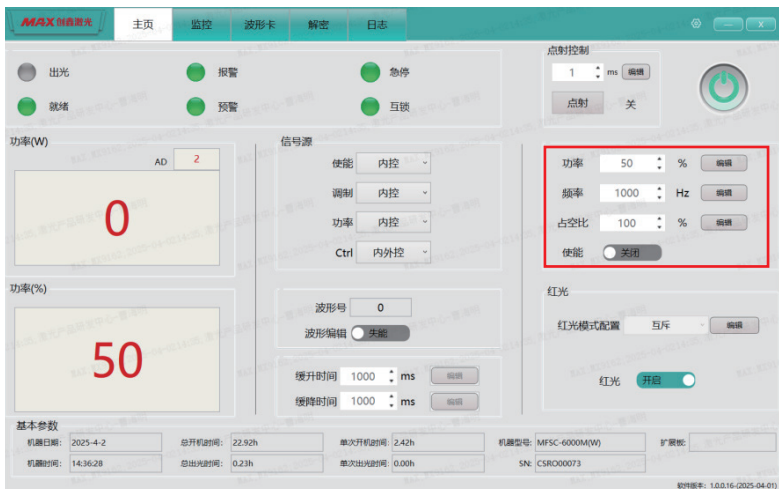 MAX创鑫激光 主页 监控 波形卡 解密 日志
点射控制
出光 报警 急停 1 ms 编辑
就绪 预警 互锁 点射 关
功率(W) 信号源
AD 2 使能 内控 功率 50 % 编辑
0 调制 内控 频率 1000 Hz 编辑
功率 内控 占空比 100 % 编辑
Ctrl 内外控 使能 关闭
功率(%) 红光
波形号 0 红光模式配置 互斥 编辑
50 波形编辑 失能
缓升时间 1000 ms 编辑 红光 开启
缓降时间 1000 ms 编辑
基本参数
机器日期: 2025-4-2 总开机时间: 22.92h 单次开机时间: 2.42h 机器型号: MFSC-6000M(W) 扩展板:
机器时间: 14:36:28 总出光时间: 0.23h 单次出光时间: 0.00h SN: CSRO00073
软件版本: 1.0.0.16-(2025-04-01)